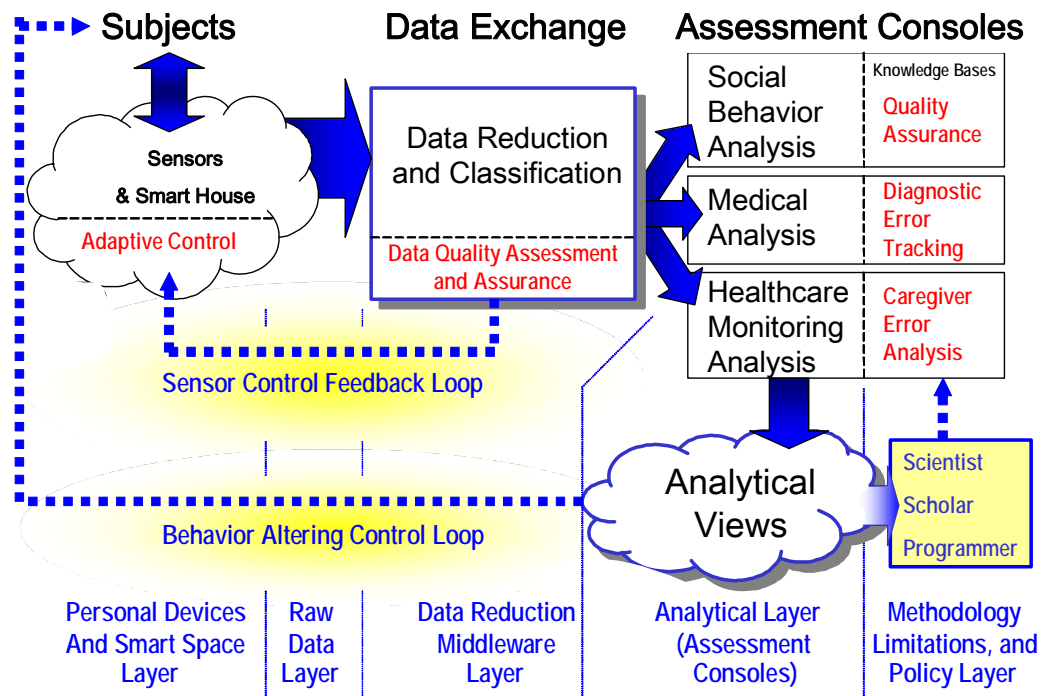 Subjects
Data Exchange
Assessment Consoles
Sensors
& Smart House
Adaptive Control
Data Reduction
and Classification
Data Quality Assessment
and Assurance
Social
Behavior
Analysis
Knowledge Bases
Quality
Assurance
Medical
Analysis
Diagnostic
Error
Tracking
Healthcare
Monitoring
Analysis
Caregiver
Error
Analysis
Sensor Control Feedback Loop
Analytical
Views
Scientist
Scholar
Programmer
Behavior Altering Control Loop
Personal Devices
And Smart Space
Layer
Raw
Data
Layer
Data Reduction
Middleware
Layer
Analytical Layer
(Assessment
Consoles)
Methodology
Limitations, and
Policy Layer